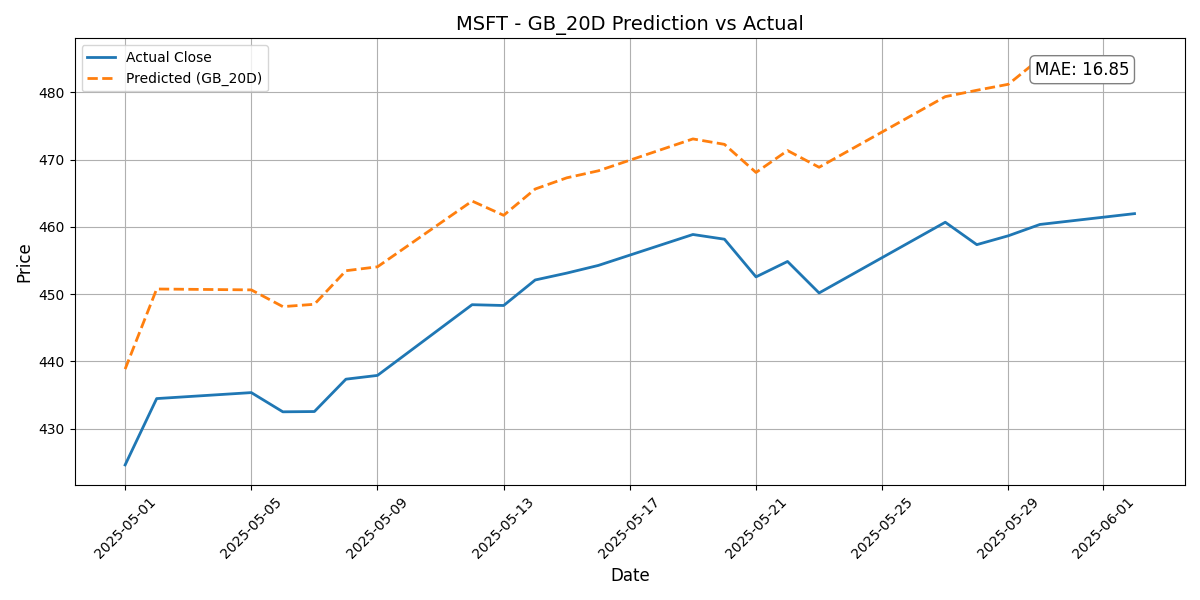 MSFT - GB_20D Prediction vs Actual
Actual Close
Predicted (GB_20D)
MAE: 16.85
480
470
460
450
440
430
Price
2025-05-01
2025-05-05
2025-05-09
2025-05-13
2025-05-17
2025-05-21
2025-05-25
2025-05-29
2025-06-01
Date